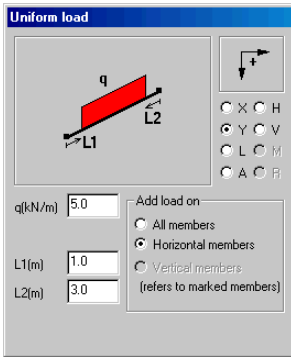 Uniform load
q
L1
L2
+
X H
Y V
L M
A R
q(kN/m) 5.0
L1(m) 1.0
L2(m) 3.0
Add load on
All members
Horizontal members
Vertical members
(refers to marked members)